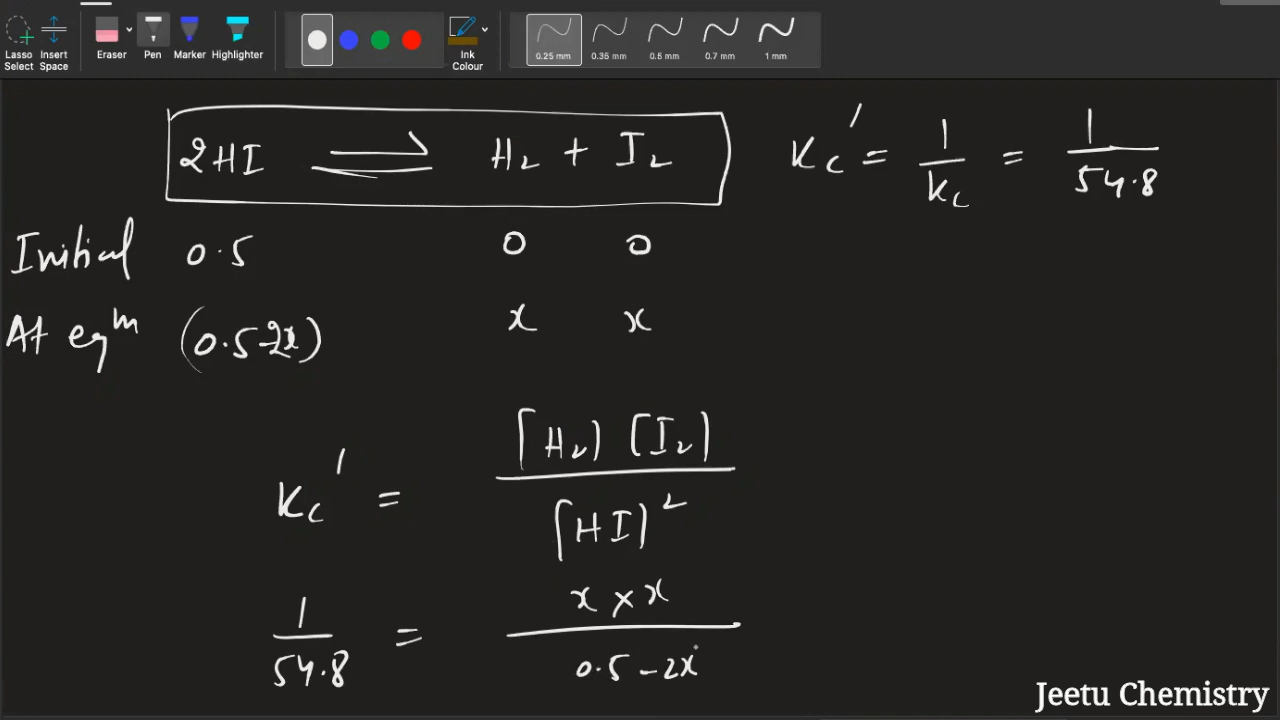 Lasso Select Insert Space Eraser Pen Marker Highlighter Ink Colour 0.25 mm 0.35 mm 0.5 mm 0.7 mm 1 mm
2HI ⇌ H₂ + I₂ Kc' = 1/Kc = 1/54.8
Initial 0.5 0 0
At eqᵐ (0.5-2x) x x
Kc' = [H₂) [I₂] / [HI]²
1/54.8 = x × x / 0.5 - 2x
Jeetu Chemistry